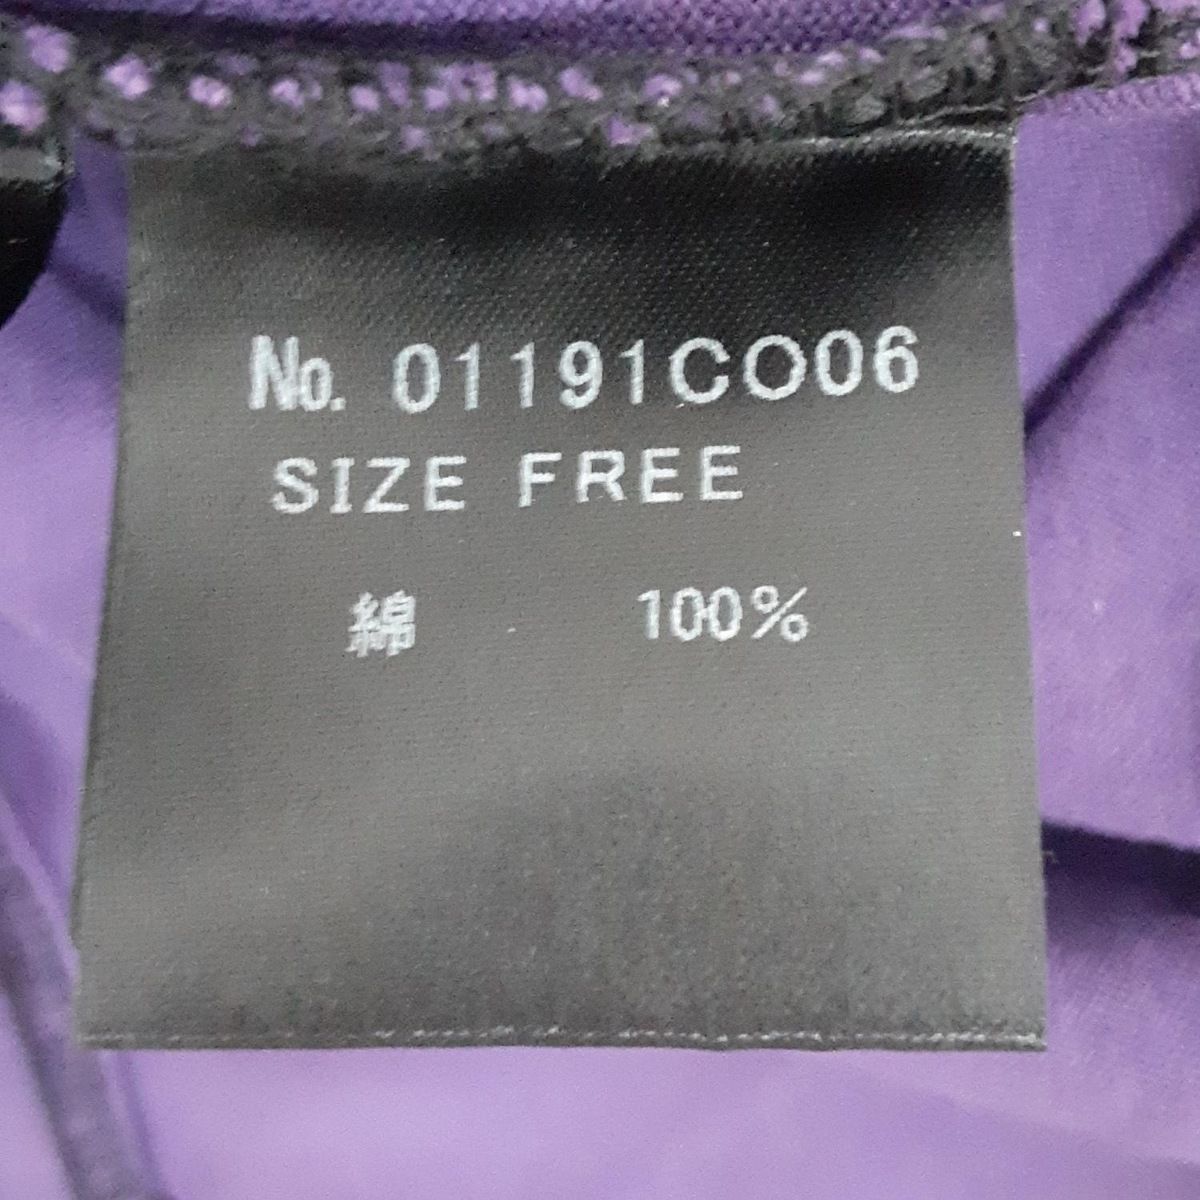 No. 01191CO06
SIZE FREE
綿 100%